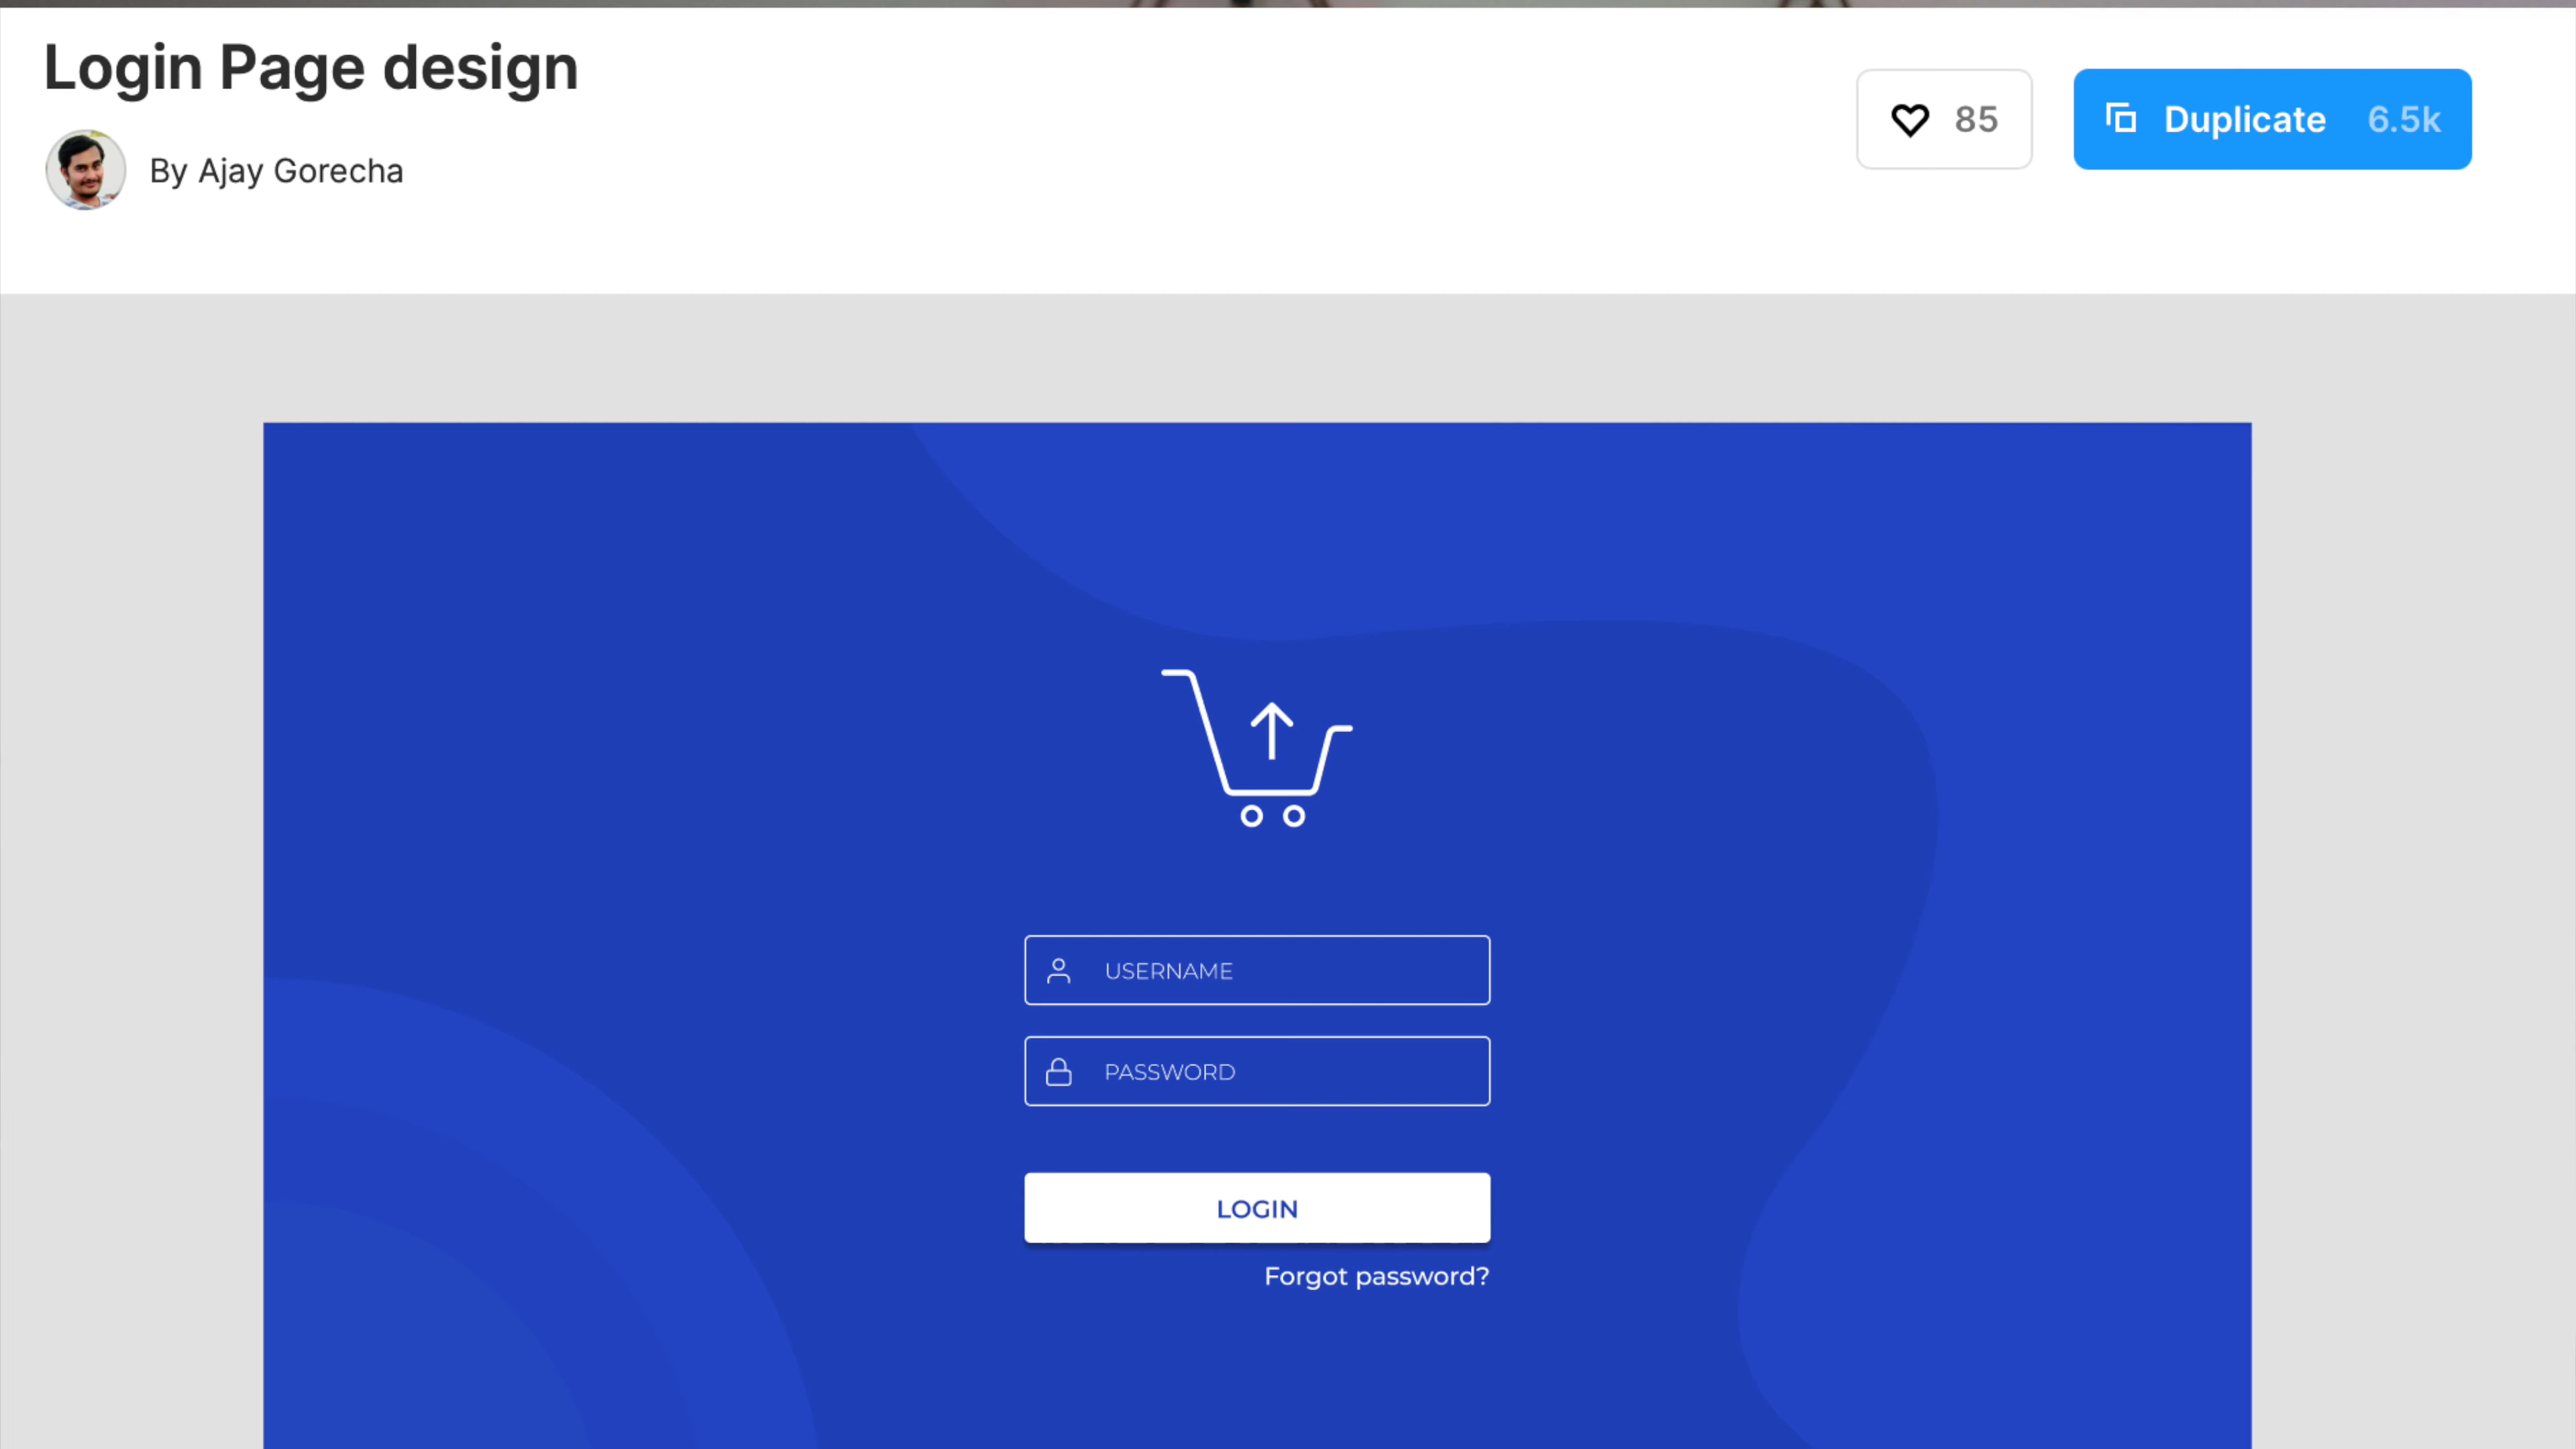 Login Page design
By Ajay Gorecha
85
Duplicate 6.5k
USERNAME
PASSWORD
LOGIN
Forgot password?